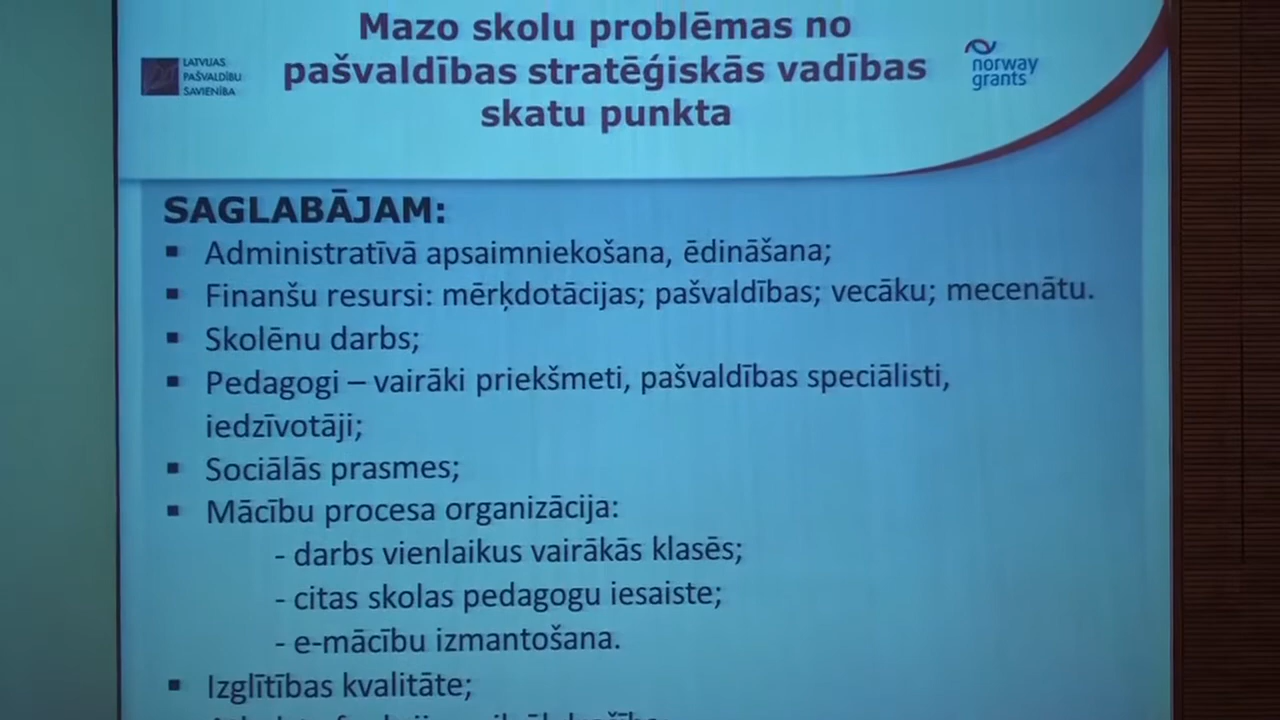 Mazo skolu problēmas no
pašvaldības stratēģiskās vadības
skatu punkta
LATVIJAS
PAŠVALDĪBU
SAVIENĪBA
norway
grants
SAGLABĀJAM:
Administratīvā apsaimniekošana, ēdināšana;
Finanšu resursi: mērķdotācijas; pašvaldības; vecāku; mecenātu.
Skolēnu darbs;
Pedagogi – vairāki priekšmeti, pašvaldības speciālisti,
iedzīvotāji;
Sociālās prasmes;
Mācību procesa organizācija:
- darbs vienlaikus vairākās klasēs;
- citas skolas pedagogu iesaiste;
- e-mācību izmantošana.
Izglītības kvalitāte;